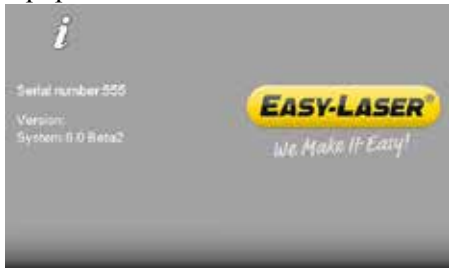 i
Serial number:555
Version:
System 6.0 Beta2
EASY-LASER®
We Make It Easy!